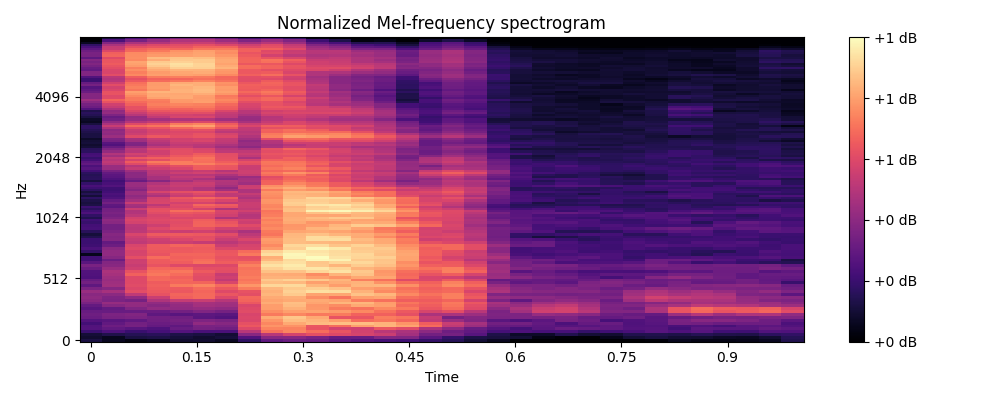 Normalized Mel-frequency spectrogram
Hz
4096
2048
1024
512
0
0 0.15 0.3 0.45 0.6 0.75 0.9
Time
+1 dB
+1 dB
+1 dB
+0 dB
+0 dB
+0 dB